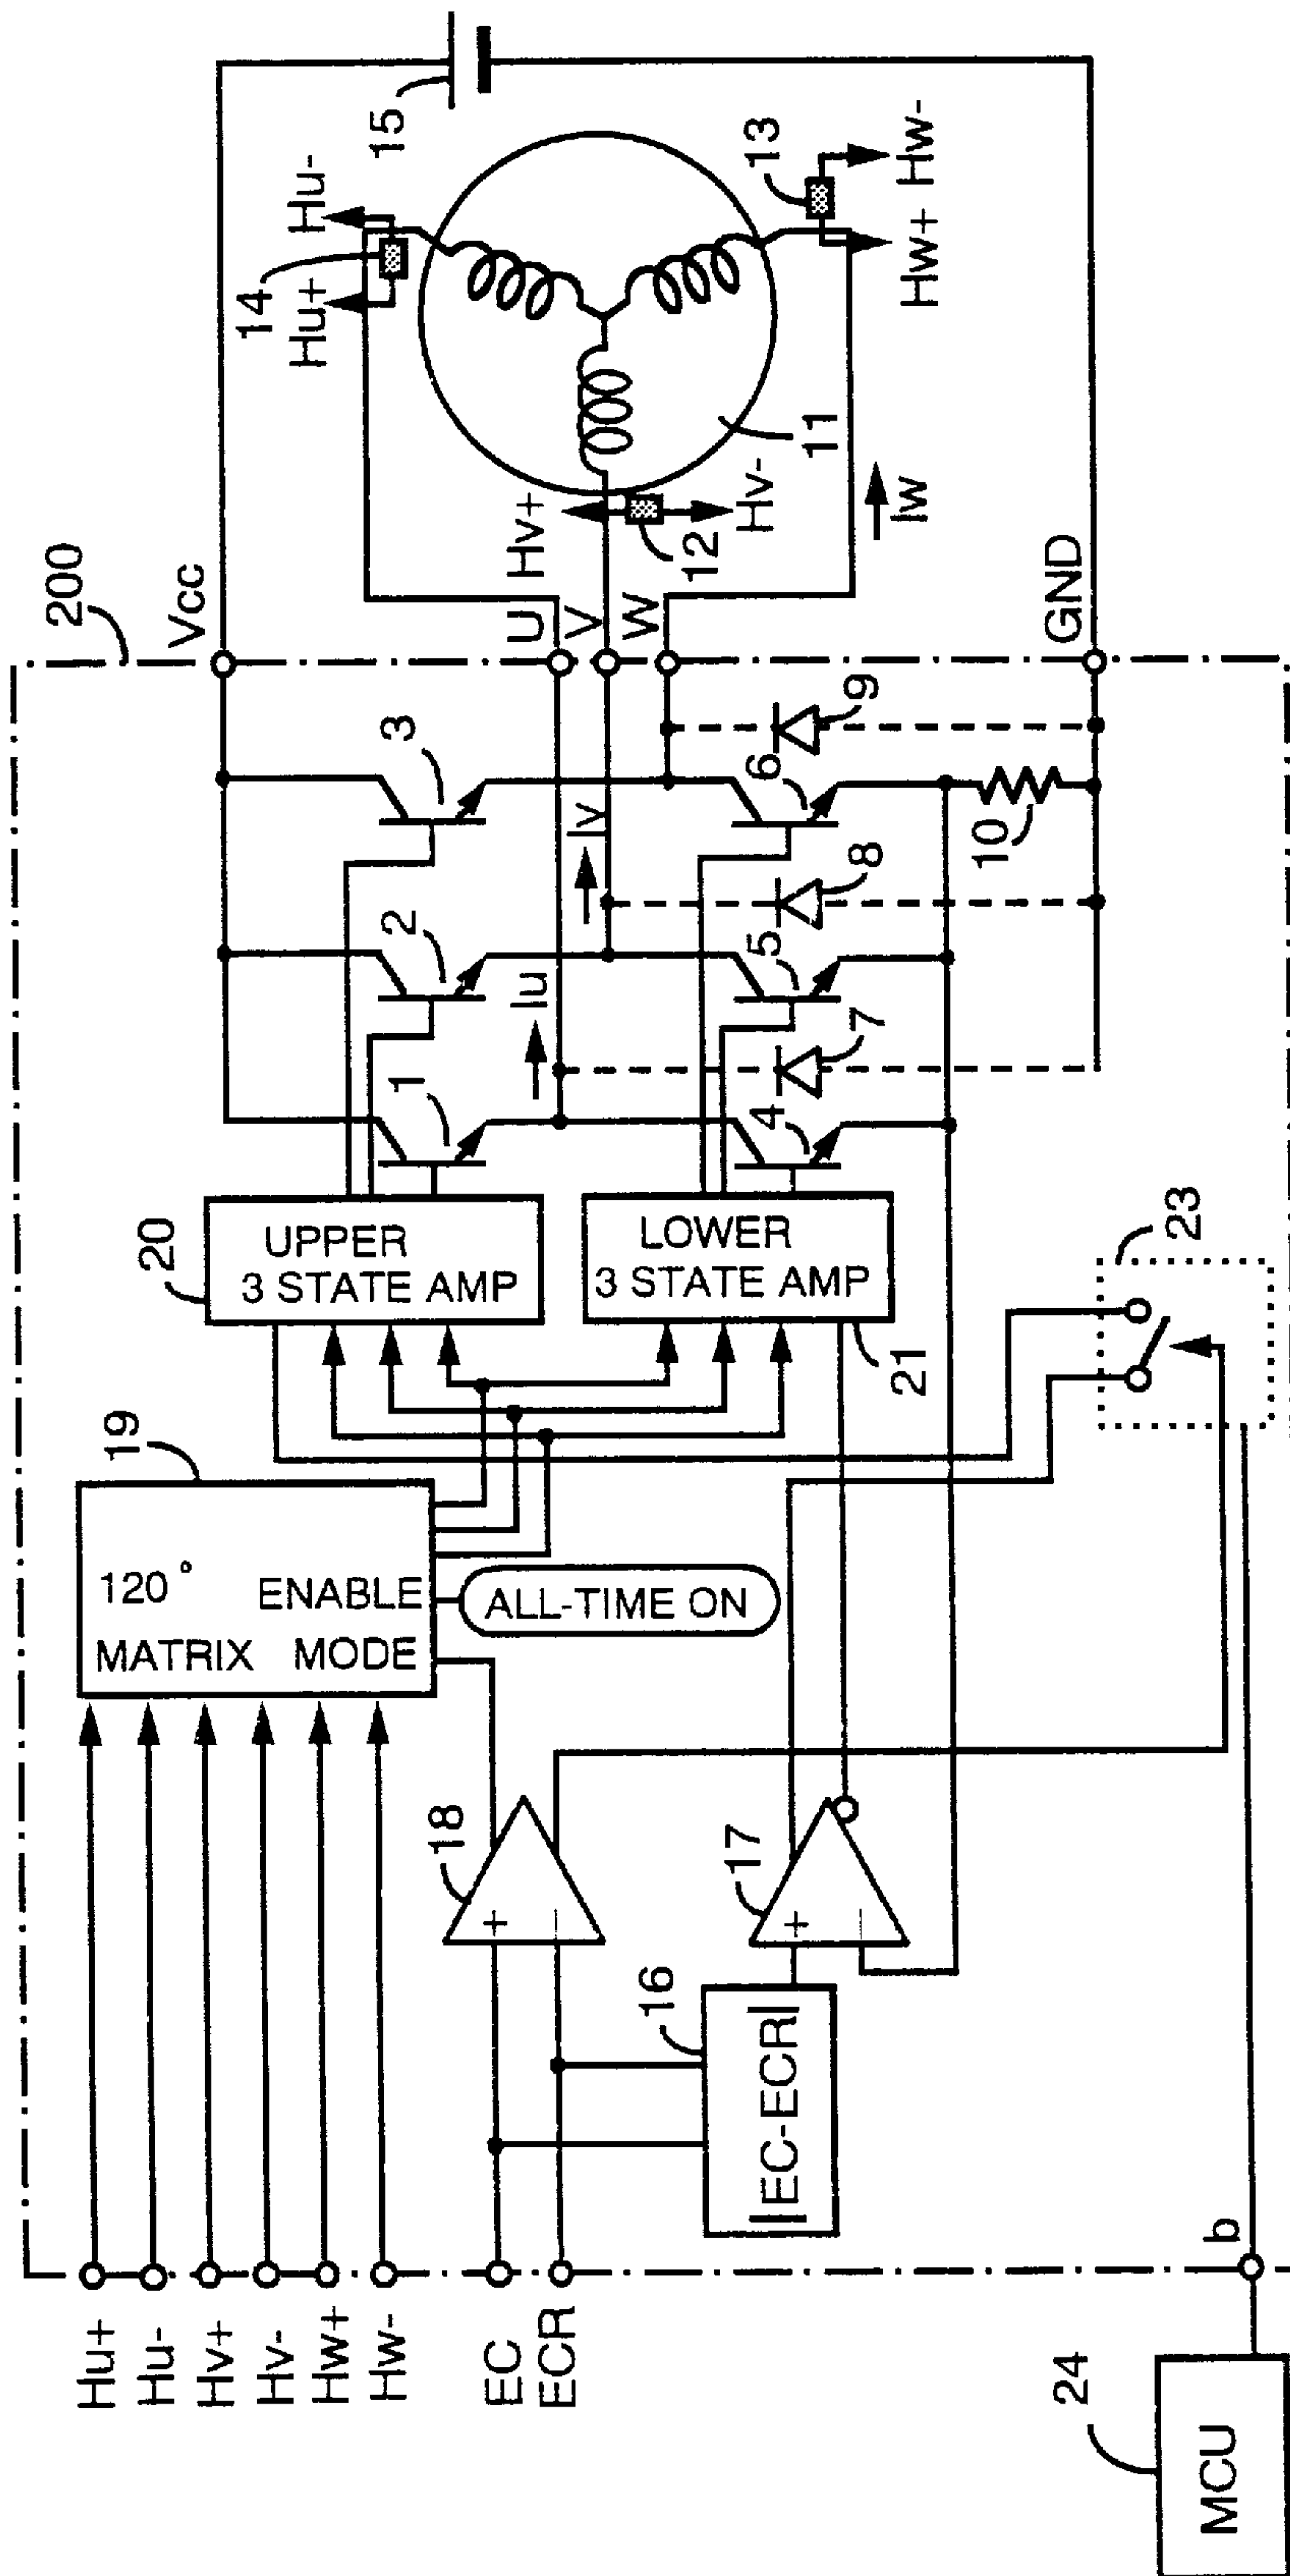 200
Vcc
15
Hu-
14
Hu+
13
Hw-
Hw+
11
Hv+
Hv-
12
Iw
U
V
W
GND
3
2
1
Iv
Iu
6
5
4
9
8
7
10
20
UPPER
3 STATE AMP
LOWER
3 STATE AMP
21
23
19
120°
MATRIX
ENABLE
MODE
ALL-TIME ON
18
+
−
17
+
−
16
|EC-ECR|
Hu+
Hu-
Hv+
Hv-
Hw+
Hw-
EC
ECR
b
24
MCU